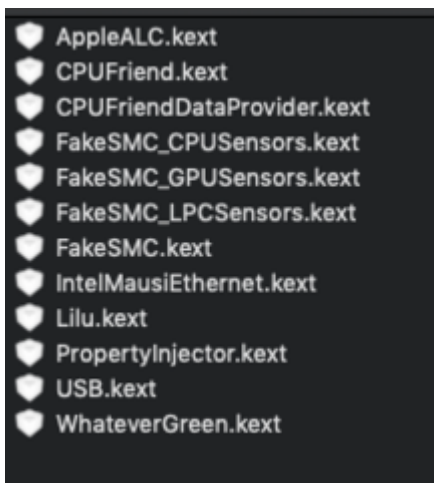 AppleALC.kext
CPUFriend.kext
CPUFriendDataProvider.kext
FakeSMC_CPUSensors.kext
FakeSMC_GPUSensors.kext
FakeSMC_LPCSensors.kext
FakeSMC.kext
IntelMausiEthernet.kext
Lilu.kext
PropertyInjector.kext
USB.kext
WhateverGreen.kext